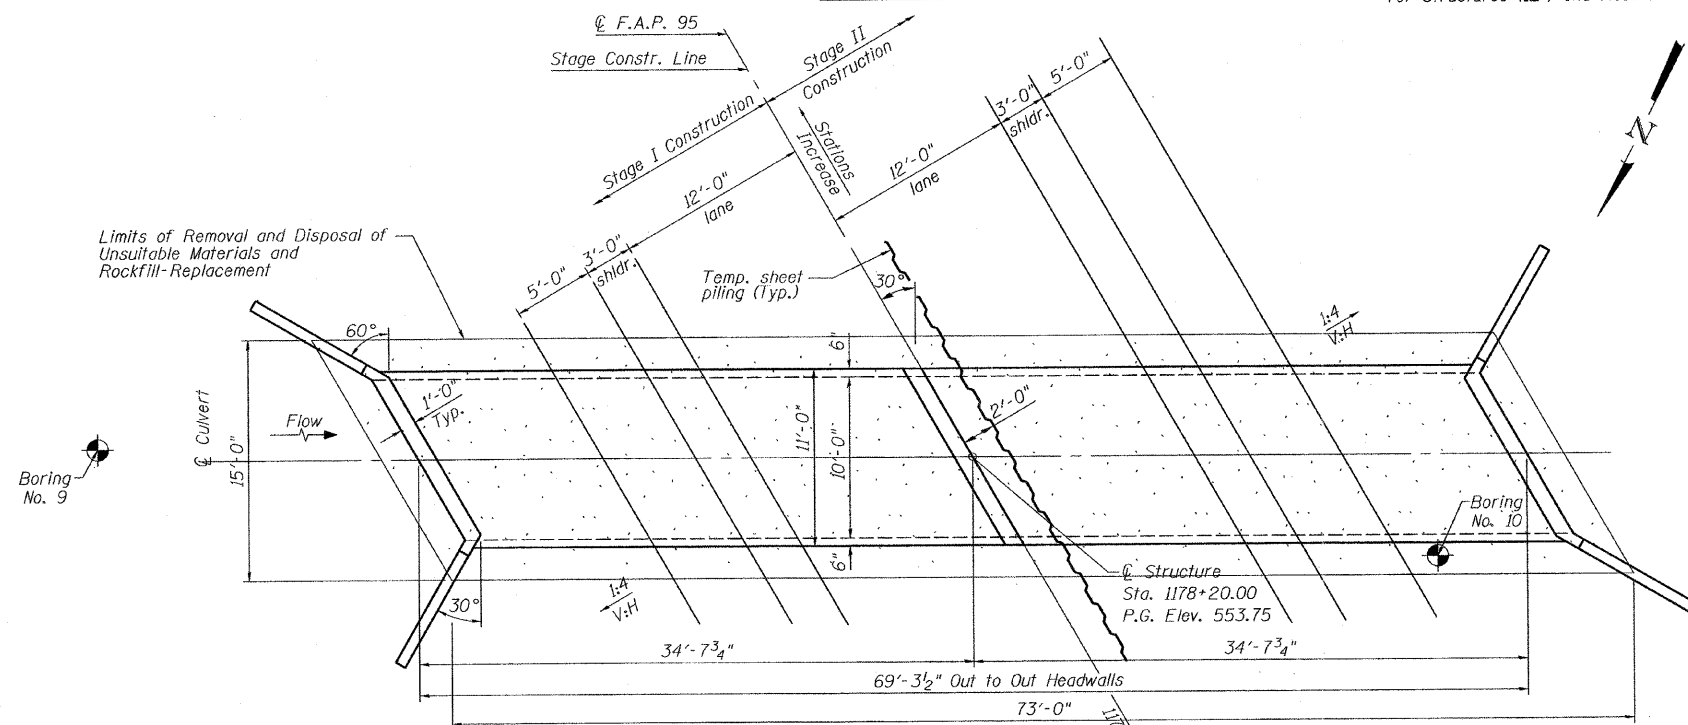 ℄ F.A.P. 95
Stage Constr. Line
Stage II
Construction
Stage I Construction
Stations
Increase
12'-0"
lane
3'-0"
shldr.
5'-0"
12'-0"
lane
3'-0"
shldr.
5'-0"
N
Limits of Removal and Disposal of
Unsuitable Materials and
Rockfill-Replacement
Temp. sheet
piling (Typ.)
30°
60°
6"
1:4
V:H
1'-0"
Typ.
2'-0"
℄ Culvert
15'-0"
Flow
11'-0"
10'-0"
Boring
No. 9
Boring
No. 10
6"
℄ Structure
Sta. 1178+20.00
P.G. Elev. 553.75
1:4
V:H
30°
34'-7¾"
34'-7¾"
69'-3½" Out to Out Headwalls
73'-0"